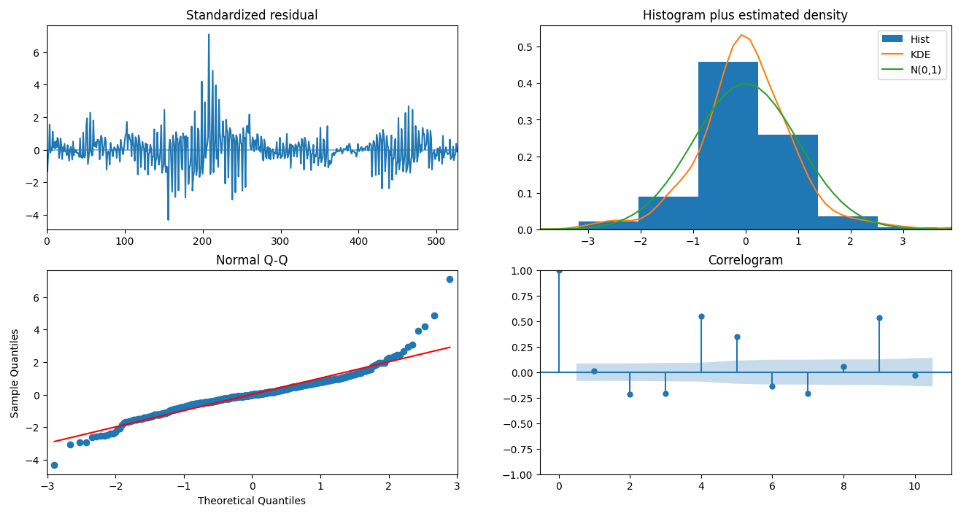 Standardized residual
6
4
2
0
−2
−4
0 100 200 300 400 500
Histogram plus estimated density
Hist
KDE
N(0,1)
0.5
0.4
0.3
0.2
0.1
0.0
−3 −2 −1 0 1 2 3
Normal Q-Q
Sample Quantiles
6
4
2
0
−2
−4
−3 −2 −1 0 1 2 3
Theoretical Quantiles
Correlogram
1.00
0.75
0.50
0.25
0.00
−0.25
−0.50
−0.75
−1.00
0 2 4 6 8 10